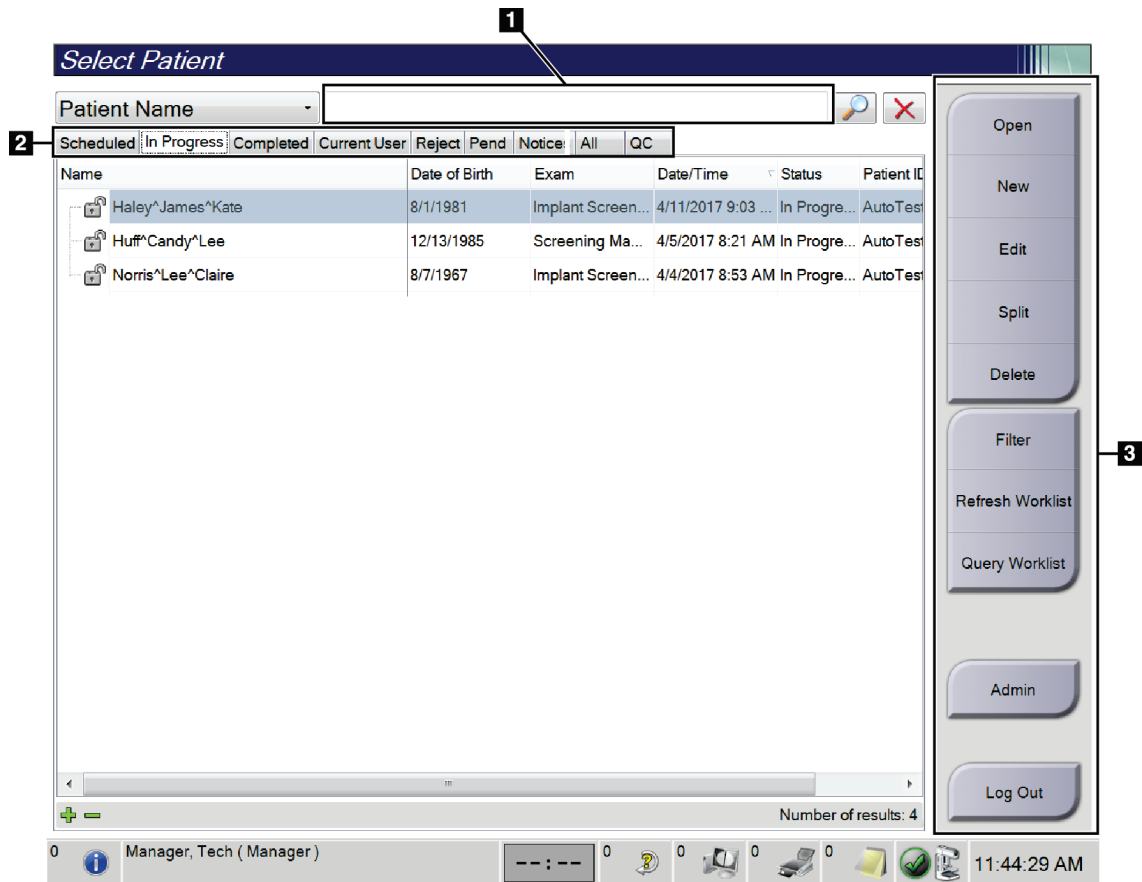 1
Select Patient
Patient Name
2
Scheduled In Progress Completed Current User Reject Pend Notice All QC
Name Date of Birth Exam Date/Time Status Patient ID
Haley^James^Kate 8/1/1981 Implant Screen... 4/11/2017 9:03 ... In Progre... AutoTest
Huff^Candy^Lee 12/13/1985 Screening Ma... 4/5/2017 8:21 AM In Progre... AutoTest
Norris^Lee^Claire 8/7/1967 Implant Screen... 4/4/2017 8:53 AM In Progre... AutoTest
Number of results: 4
Open
New
Edit
Split
Delete
Filter
3
Refresh Worklist
Query Worklist
Admin
Log Out
0 Manager, Tech ( Manager ) --:-- 0 0 0 0 11:44:29 AM